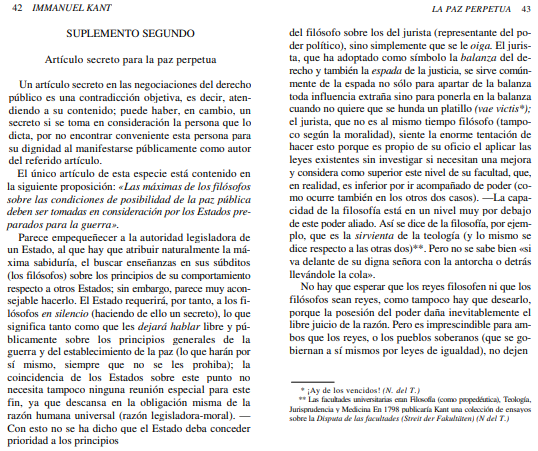 42 IMMANUEL KANT
SUPLEMENTO SEGUNDO
Artículo secreto para la paz perpetua
Un artículo secreto en las negociaciones del derecho
público es una contradicción objetiva, es decir, aten-
diendo a su contenido; puede haber, en cambio, un
secreto si se toma en consideración la persona que lo
dicta, por no encontrar conveniente esta persona para
su dignidad al manifestarse públicamente como autor
del referido artículo.
El único artículo de esta especie está contenido en
la siguiente proposición: «Las máximas de los filósofos
sobre las condiciones de posibilidad de la paz pública
deben ser tomadas en consideración por los Estados pre-
parados para la guerra».
Parece empequeñecer a la autoridad legisladora de
un Estado, al que hay que atribuir naturalmente la má-
xima sabiduría, el buscar enseñanzas en sus súbditos
(los filósofos) sobre los principios de su comportamiento
respecto a otros Estados; sin embargo, parece muy acon-
sejable hacerlo. El Estado requerirá, por tanto, a los fi-
lósofos en silencio (haciendo de ello un secreto), lo que
significa tanto como que les dejará hablar libre y pú-
blicamente sobre los principios generales de la
guerra y del establecimiento de la paz (lo que harán por
sí mismo, siempre que no se les prohiba); la
coincidencia de los Estados sobre este punto no
necesita tampoco ninguna reunión especial para este
fin, ya que descansa en la obligación misma de la
razón humana universal (razón legisladora-moral). —
Con esto no se ha dicho que el Estado deba conceder
prioridad a los principios
LA PAZ PERPETUA 43
del filósofo sobre los del jurista (representante del po-
der político), sino simplemente que se le oiga. El juris-
ta, que ha adoptado como símbolo la balanza del de-
recho y también la espada de la justicia, se sirve común-
mente de la espada no sólo para apartar de la balanza
toda influencia extraña sino para ponerla en la balanza
cuando no quiere que se hunda un platillo (vae victis*);
el jurista, que no es al mismo tiempo filósofo (tampo-
co según la moralidad), siente la enorme tentación de
hacer esto porque es propio de su oficio el aplicar las
leyes existentes sin investigar si necesitan una mejora
y considera como superior este nivel de su facultad, que,
en realidad, es inferior por ir acompañado de poder (co-
mo ocurre también en los otros dos casos). —La capa-
cidad de la filosofía está en un nivel muy por debajo
de este poder aliado. Así se dice de la filosofía, por ejem-
plo, que es la sirvienta de la teología (y lo mismo se
dice respecto a las otras dos)**. Pero no se sabe bien «si
va delante de su digna señora con la antorcha o detrás
llevándole la cola».
No hay que esperar que los reyes filosofen ni que los
filósofos sean reyes, como tampoco hay que desearlo,
porque la posesión del poder daña inevitablemente el
libre juicio de la razón. Pero es imprescindible para am-
bos que los reyes, o los pueblos soberanos (que se go-
biernan a sí mismos por leyes de igualdad), no dejen
* ¡Ay de los vencidos! (N. del T.)
** Las facultades universitarias eran Filosofía (como propedéutica), Teología,
Jurisprudencia y Medicina En 1798 publicaría Kant una colección de ensayos
sobre la Disputa de las facultades (Streit der Fakultäten) (N del T.)